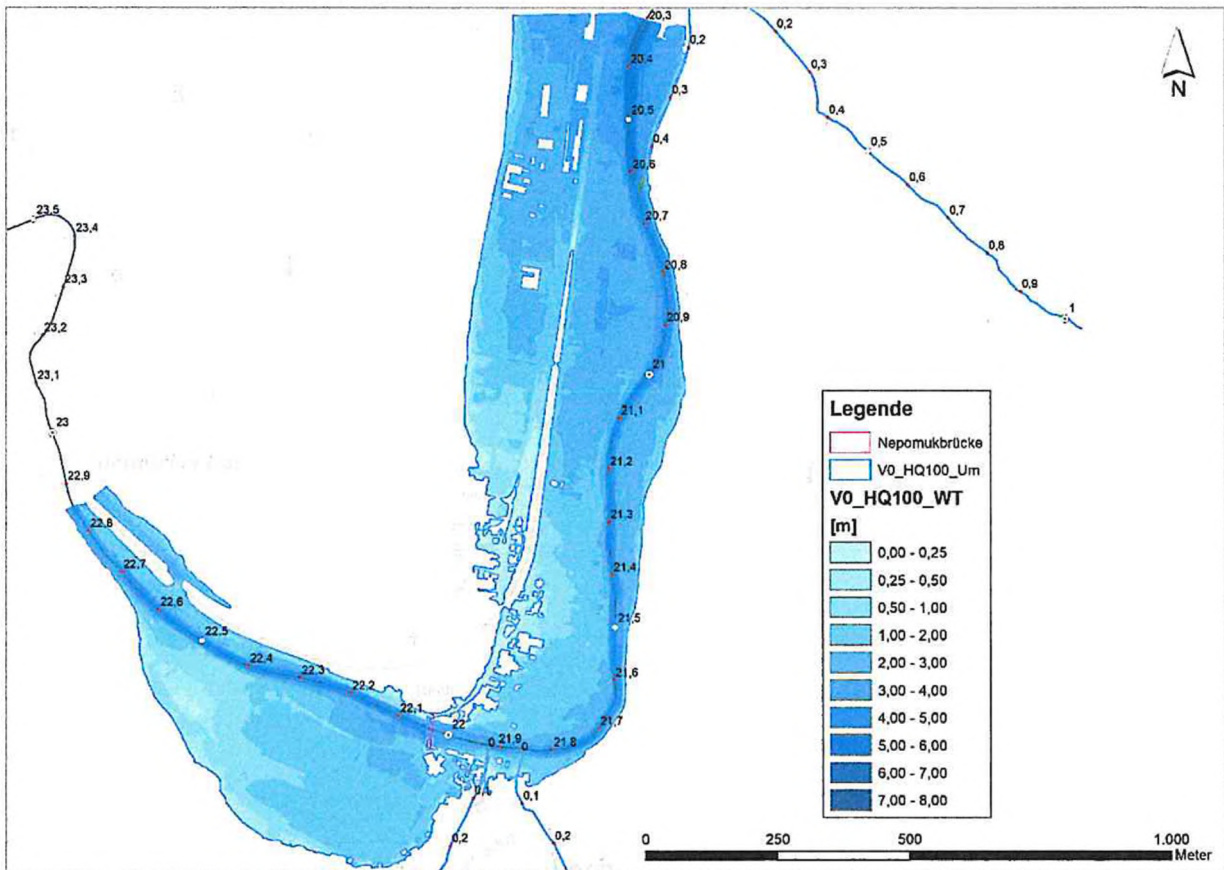 20,3
0,2
0,2
20,4
0,3
0,3
N
20,5
0,4
0,4
0,5
20,6
0,6
20,7
0,7
23,5
23,4
0,8
20,8
23,3
0,9
20,9
1
23,2
21
23,1
21,1
23
21,2
22,9
21,3
22,8
21,4
22,7
21,5
22,6
22,5
21,6
22,4
22,3
22,2
22,1
21,7
22
0
21,9
0
21,8
0,1
0,1
0,2
0,2
Legende
Nepomukbrücke
V0_HQ100_Um
V0_HQ100_WT
[m]
0,00 - 0,25
0,25 - 0,50
0,50 - 1,00
1,00 - 2,00
2,00 - 3,00
3,00 - 4,00
4,00 - 5,00
5,00 - 6,00
6,00 - 7,00
7,00 - 8,00
0 250 500 1.000
Meter